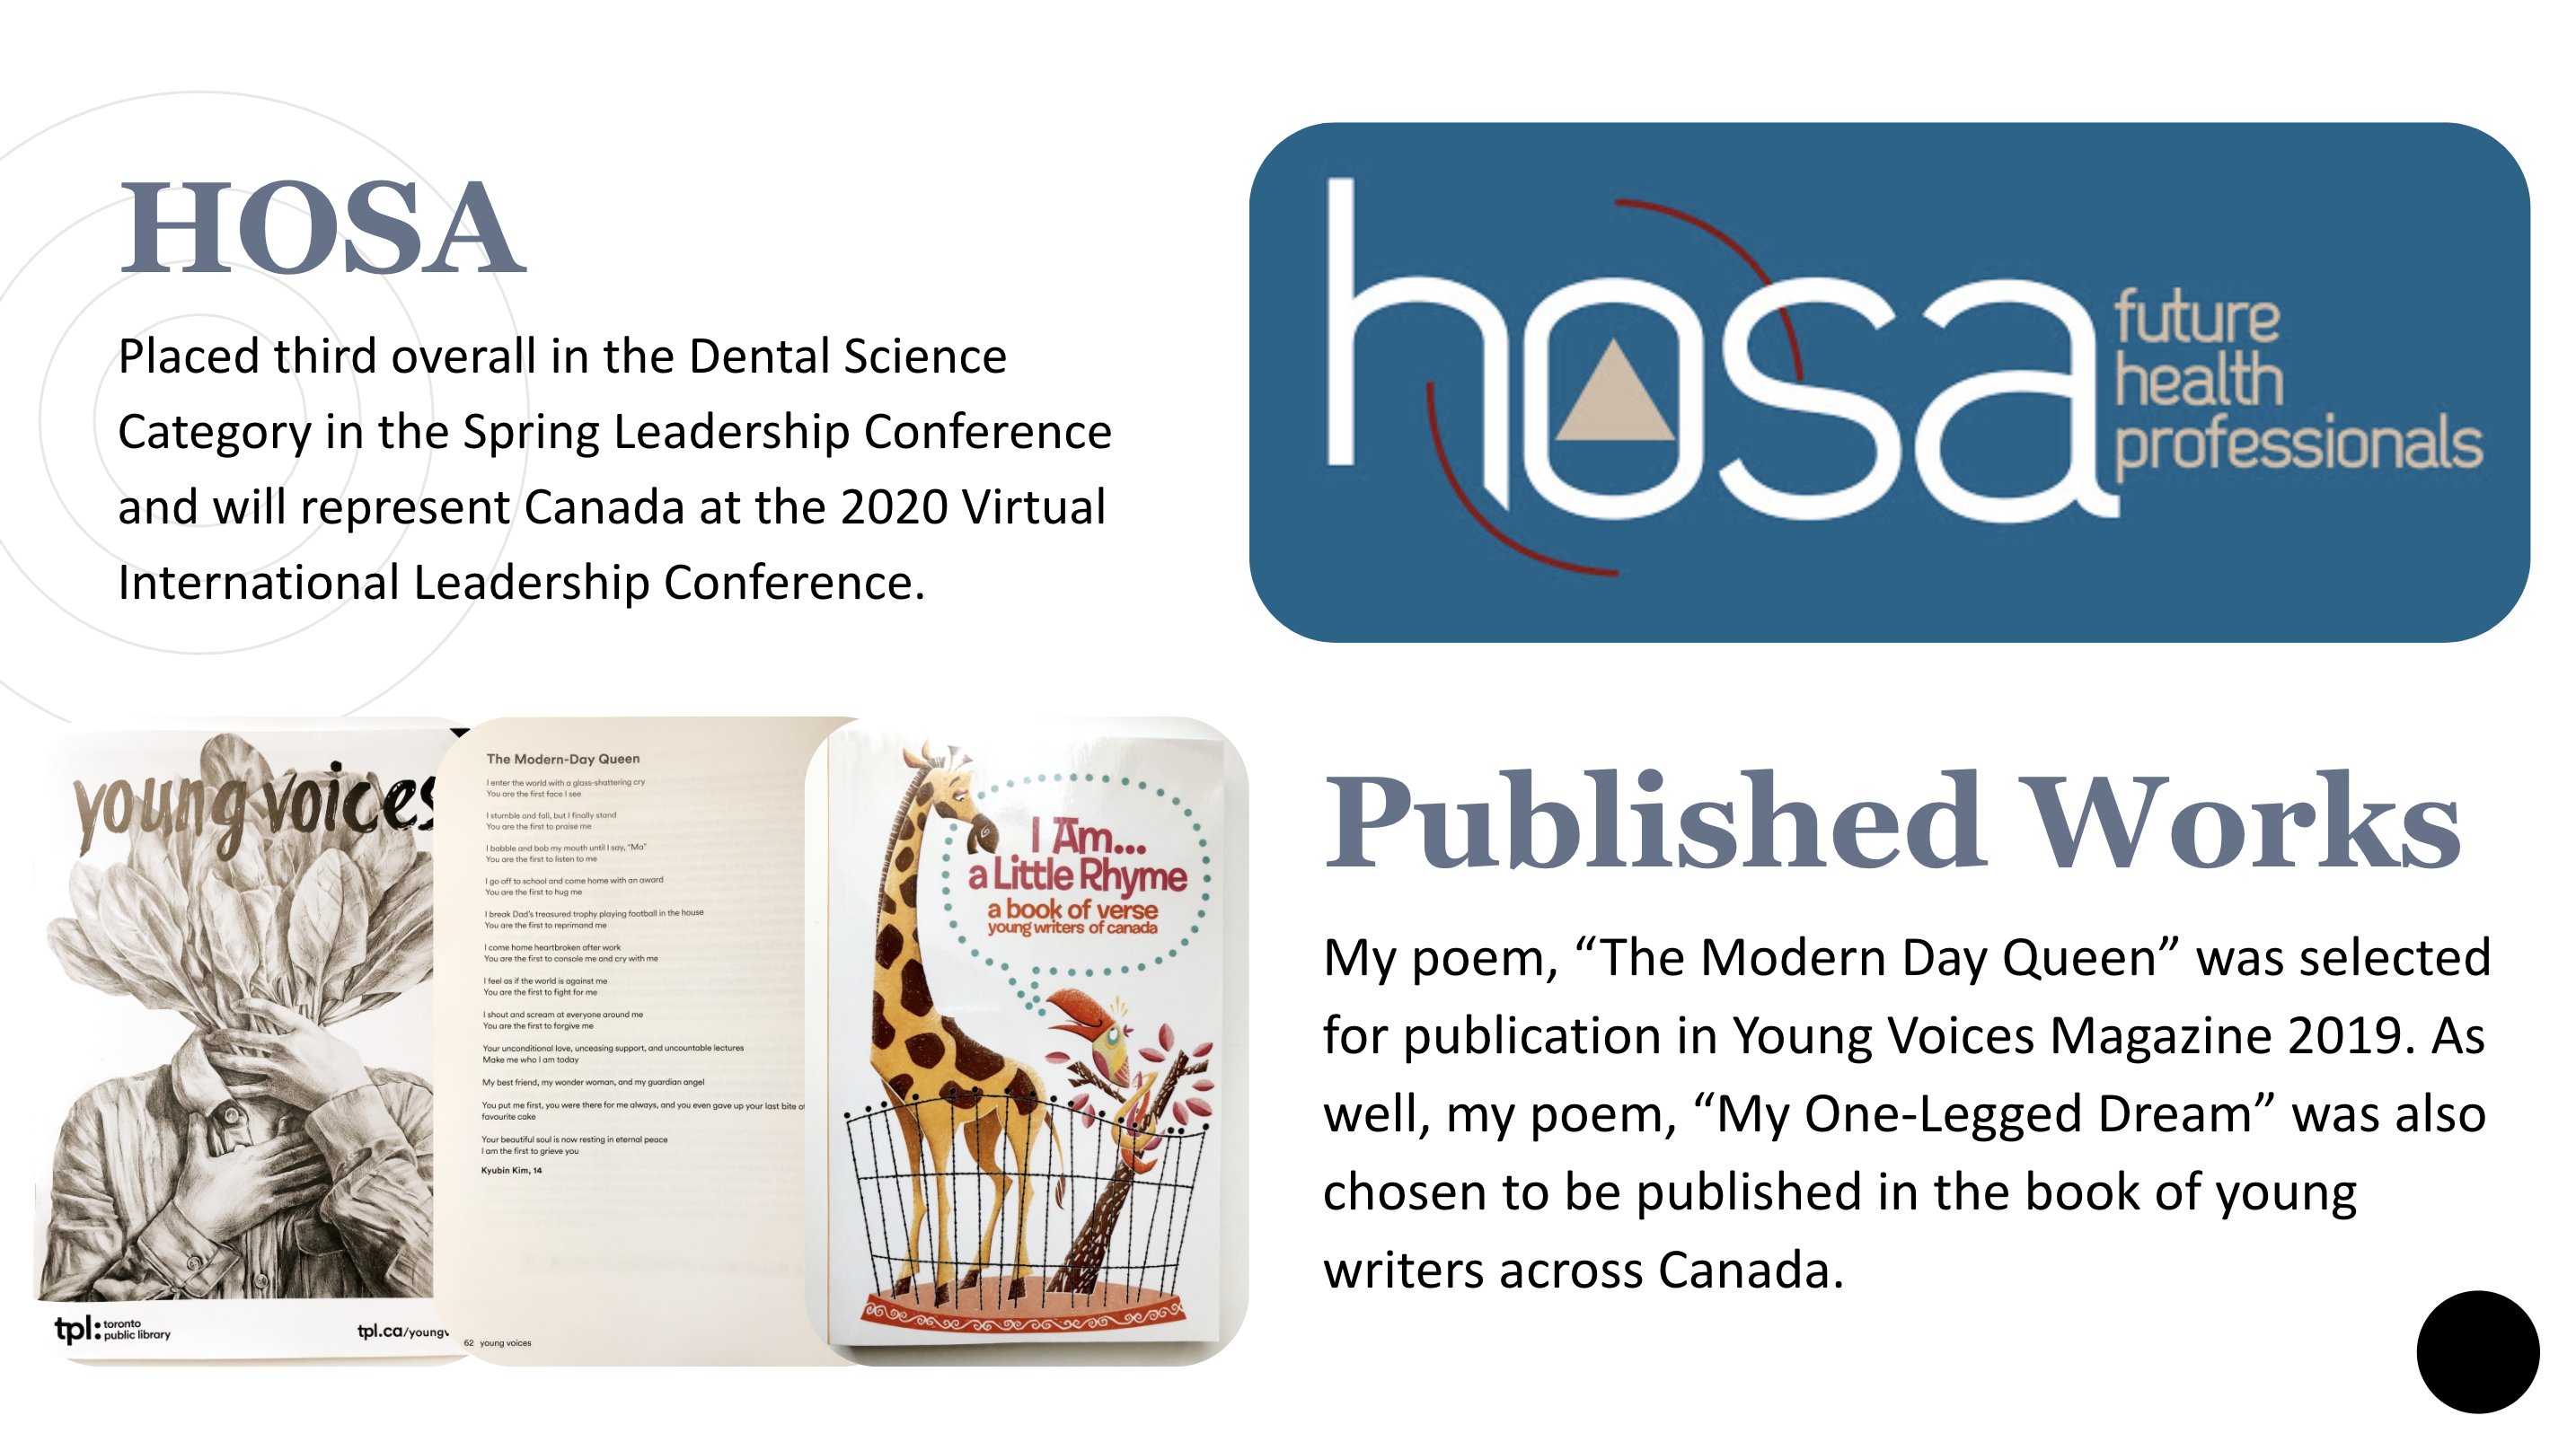 HOSA
Placed third overall in the Dental Science
Category in the Spring Leadership Conference
and will represent Canada at the 2020 Virtual
International Leadership Conference.
hosa
future
health
professionals
young voices
tpl: toronto
public library
tpl.ca/youngv
The Modern-Day Queen
I enter the world with a glass-shattering cry
You are the first face I see
I stumble and fall, but I finally stand
You are the first to praise me
I babble and bob my mouth until I say, "Ma"
You are the first to listen to me
I go off to school and come home with an award
You are the first to hug me
I break Dad's treasured trophy playing football in the house
You are the first to reprimand me
I come home heartbroken after work
You are the first to console me and cry with me
I feel as if the world is against me
You are the first to fight for me
I shout and scream at everyone around me
You are the first to forgive me
Your unconditional love, unceasing support, and uncountable lectures
Make me who I am today
My best friend, my wonder woman, and my guardian angel
You put me first, you were there for me always, and you even gave up your last bite of
favourite cake
Your beautiful soul is now resting in eternal peace
I am the first to grieve you
Kyubin Kim, 14
62 young voices
I Am...
a Little Rhyme
a book of verse
young writers of canada
Published Works
My poem, “The Modern Day Queen” was selected
for publication in Young Voices Magazine 2019. As
well, my poem, “My One-Legged Dream” was also
chosen to be published in the book of young
writers across Canada.